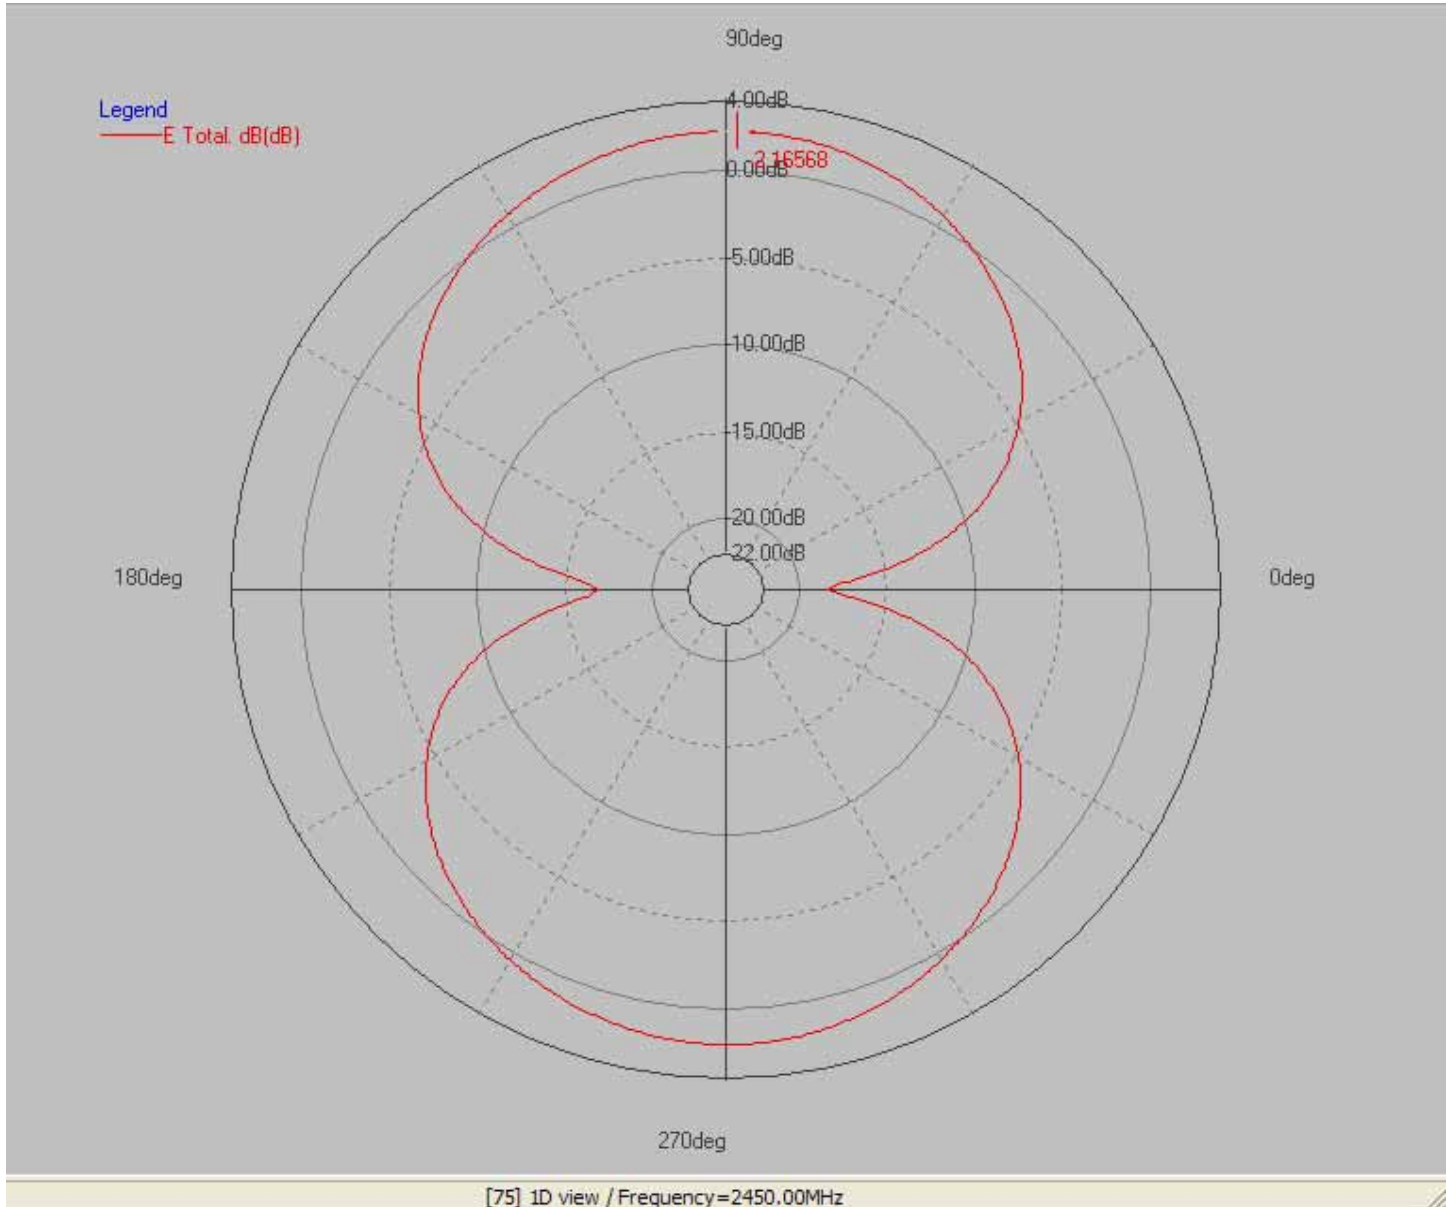 90deg
Legend
E Total. dB(dB)
4.00dB
2.16568
0.00dB
5.00dB
10.00dB
15.00dB
20.00dB
22.00dB
180deg
0deg
270deg
[75] 1D view / Frequency=2450.00MHz